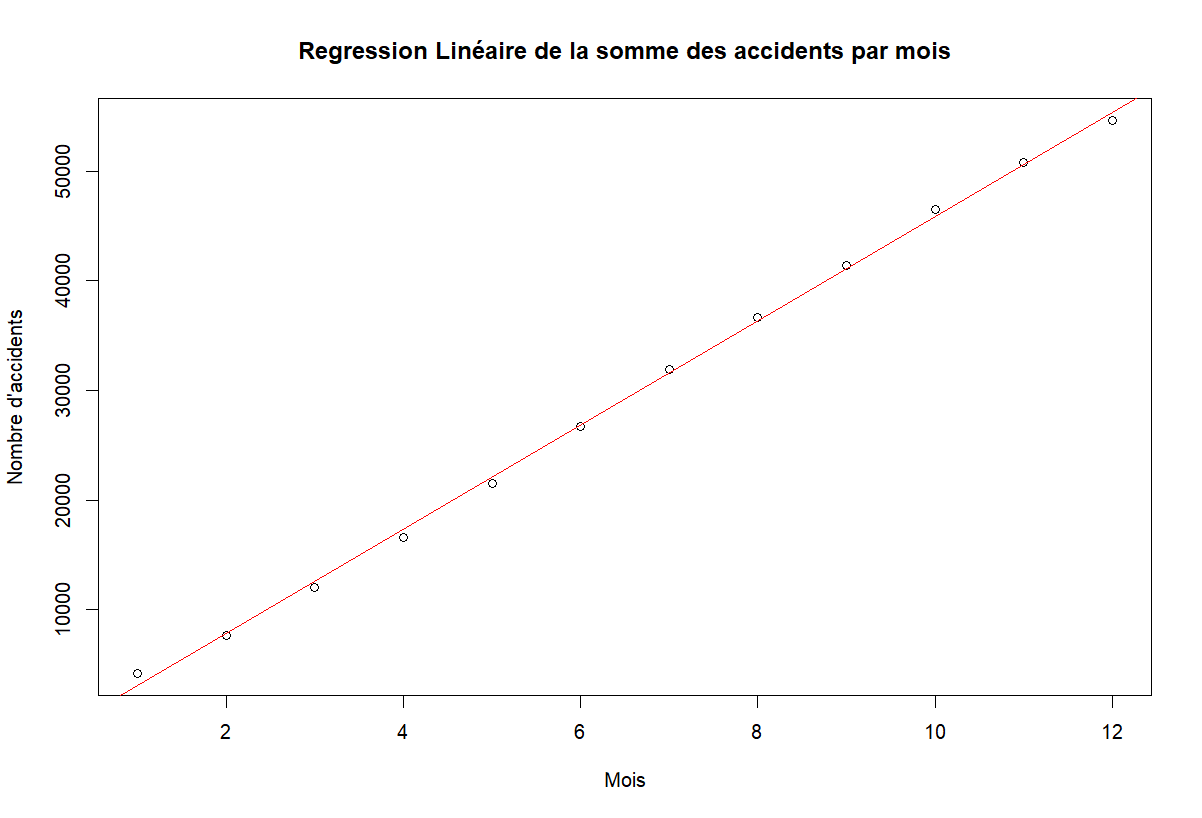 Regression Linéaire de la somme des accidents par mois
50000
40000
30000
20000
10000
Nombre d'accidents
2 4 6 8 10 12
Mois